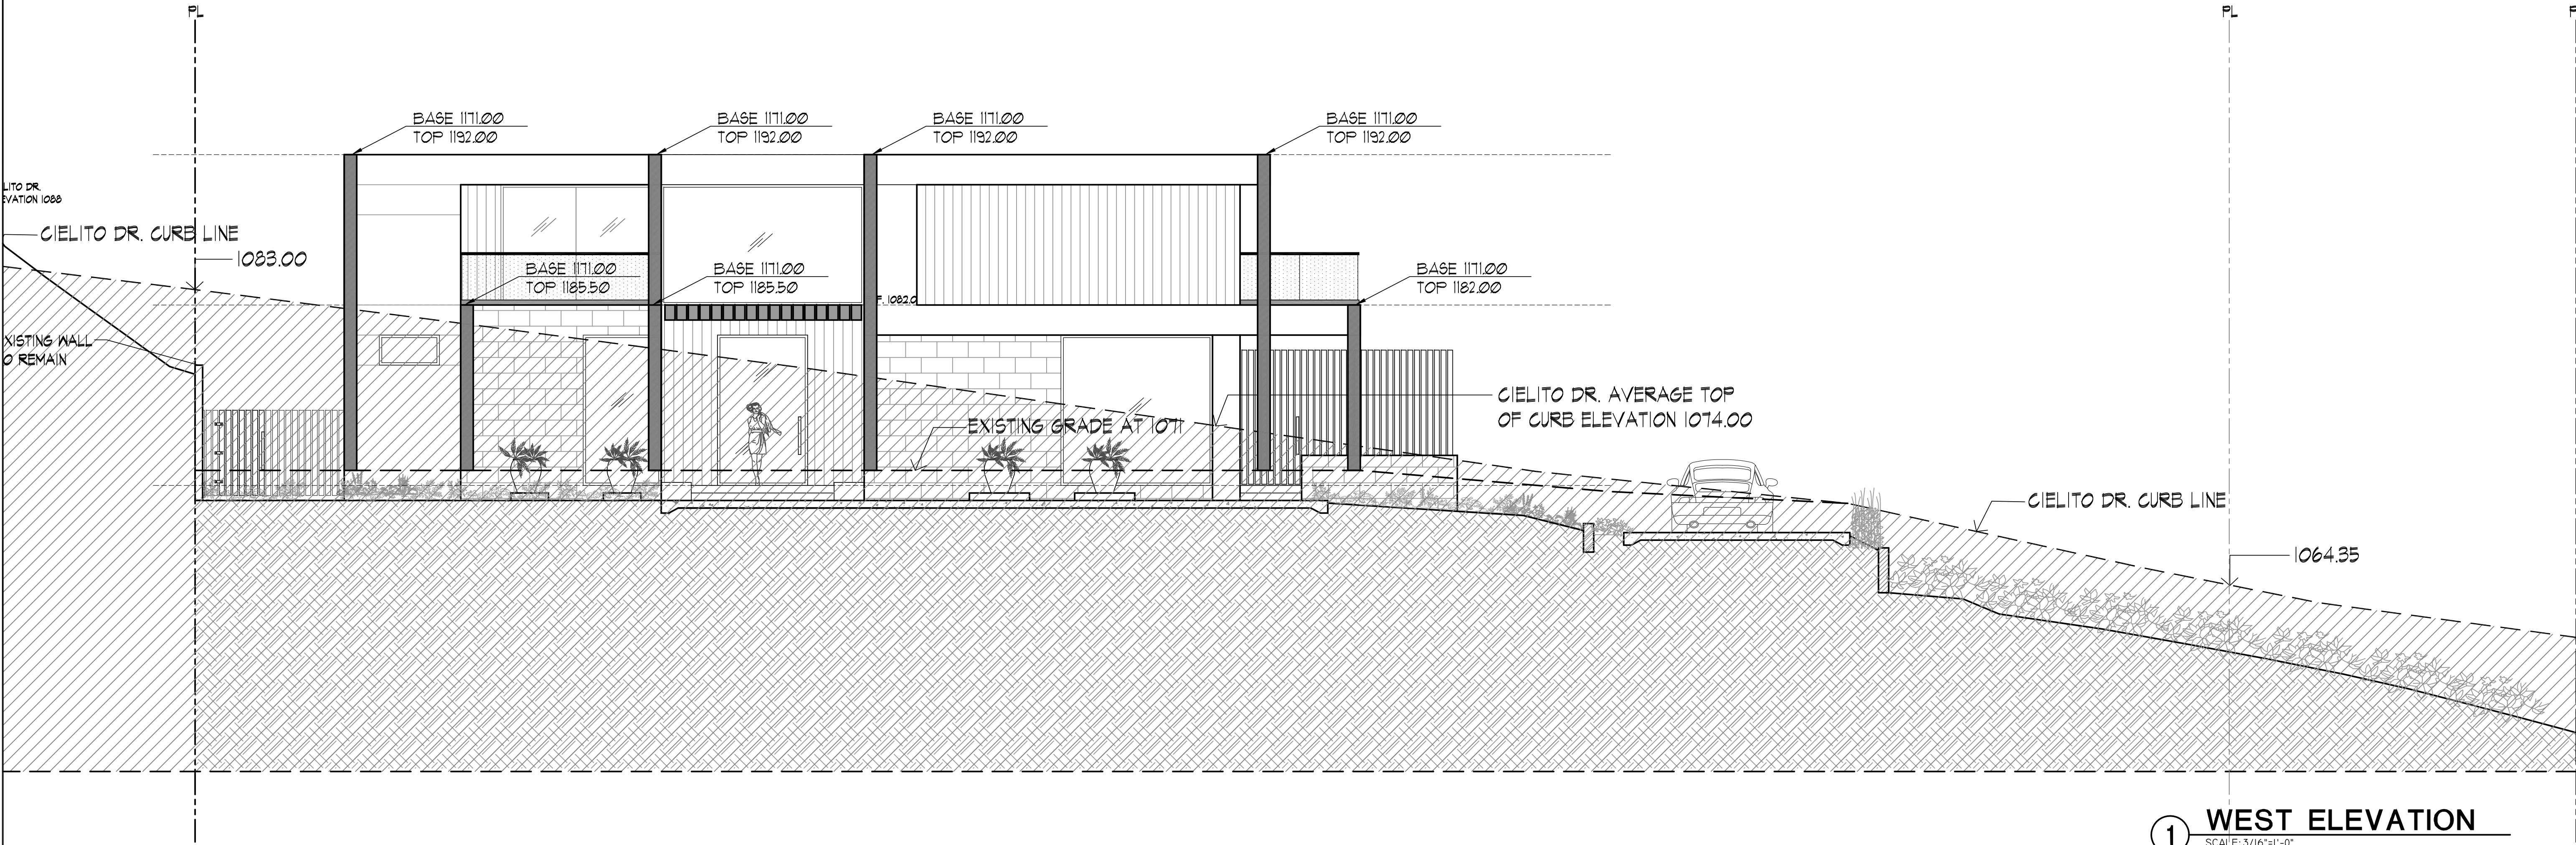 PL
PL
P
BASE 1171.00
TOP 1192.00
BASE 1171.00
TOP 1192.00
BASE 1171.00
TOP 1192.00
BASE 1171.00
TOP 1192.00
LITO DR.
EVATION 1088
CIELITO DR. CURB LINE
1083.00
BASE 1171.00
TOP 1185.50
BASE 1171.00
TOP 1185.50
F. 1082.0
BASE 1171.00
TOP 1182.00
XISTING WALL
O REMAIN
CIELITO DR. AVERAGE TOP
OF CURB ELEVATION 1074.00
EXISTING GRADE AT 1071
CIELITO DR. CURB LINE
1064.35
1
WEST ELEVATION
SCALE: 3/16"=1'-0"